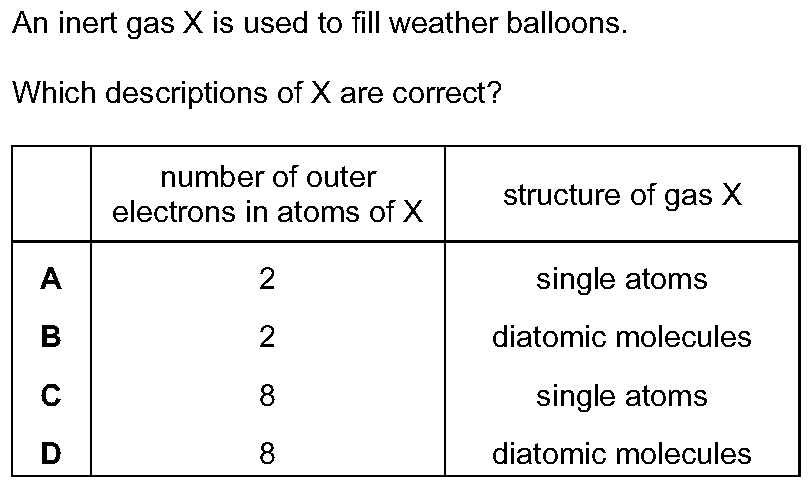 An inert gas X is used to fill weather balloons.
Which descriptions of X are correct?
number of outer
electrons in atoms of X
structure of gas X
A 2 single atoms
B 2 diatomic molecules
C 8 single atoms
D 8 diatomic molecules